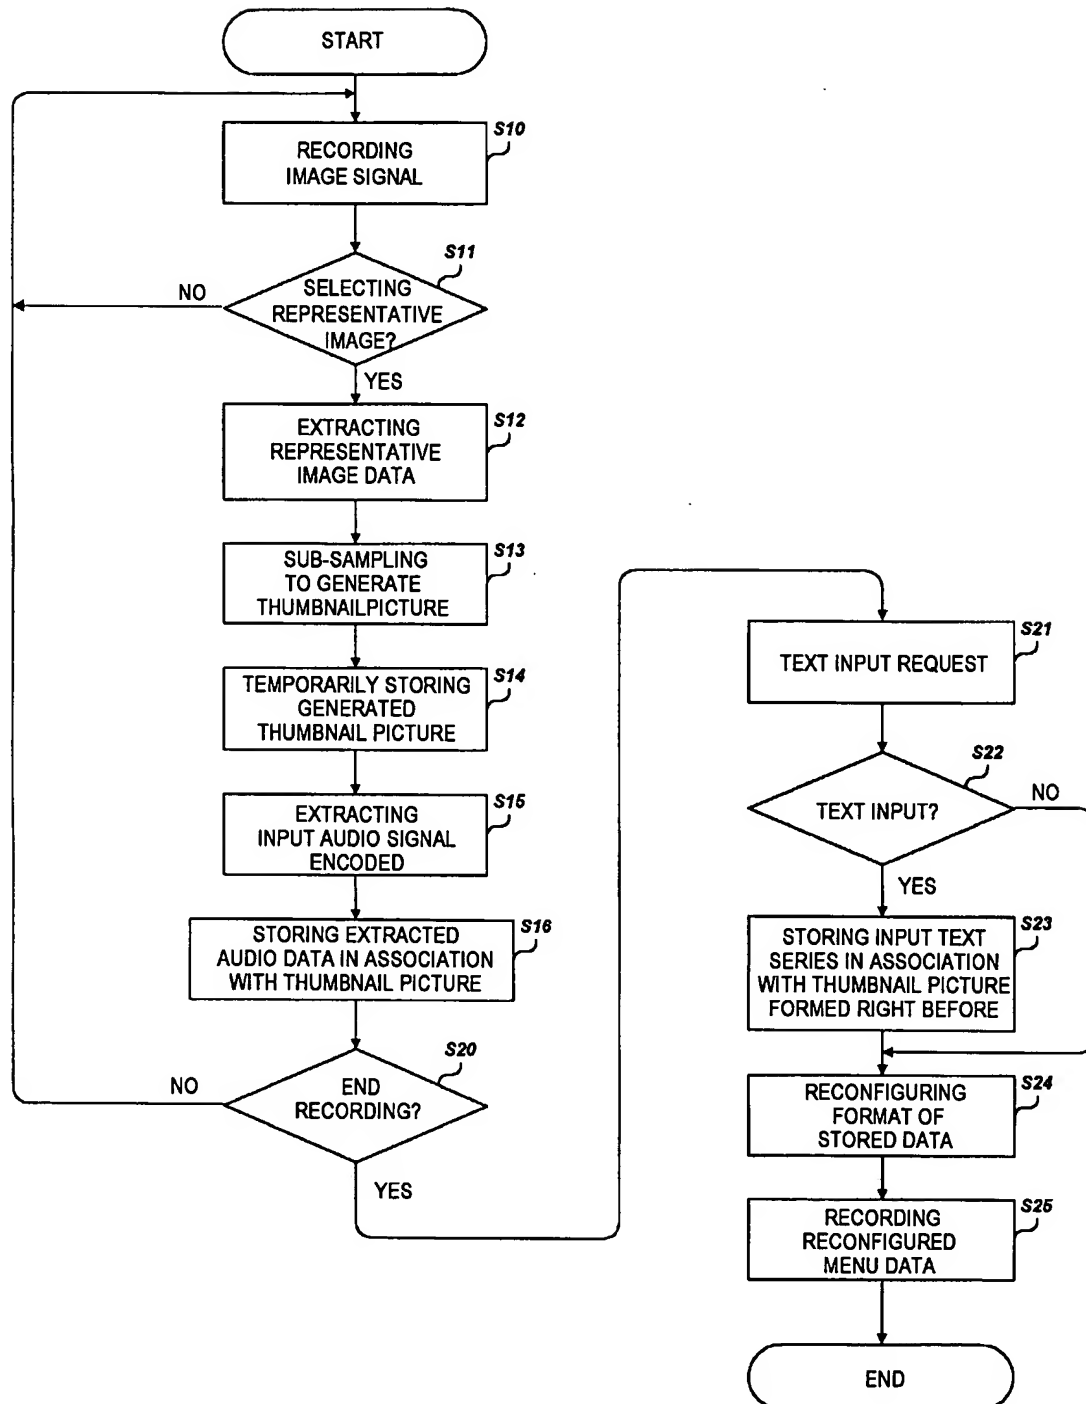 START
S10
RECORDING
IMAGE SIGNAL
S11
SELECTING
REPRESENTATIVE
IMAGE?
NO
YES
S12
EXTRACTING
REPRESENTATIVE
IMAGE DATA
S13
SUB-SAMPLING
TO GENERATE
THUMBNAILPICTURE
S14
TEMPORARILY STORING
GENERATED
THUMBNAIL PICTURE
S15
EXTRACTING
INPUT AUDIO SIGNAL
ENCODED
S16
STORING EXTRACTED
AUDIO DATA IN ASSOCIATION
WITH THUMBNAIL PICTURE
S20
END
RECORDING?
NO
YES
S21
TEXT INPUT REQUEST
S22
TEXT INPUT?
NO
YES
S23
STORING INPUT TEXT
SERIES IN ASSOCIATION
WITH THUMBNAIL PICTURE
FORMED RIGHT BEFORE
S24
RECONFIGURING
FORMAT OF
STORED DATA
S25
RECORDING
RECONFIGURED
MENU DATA
END